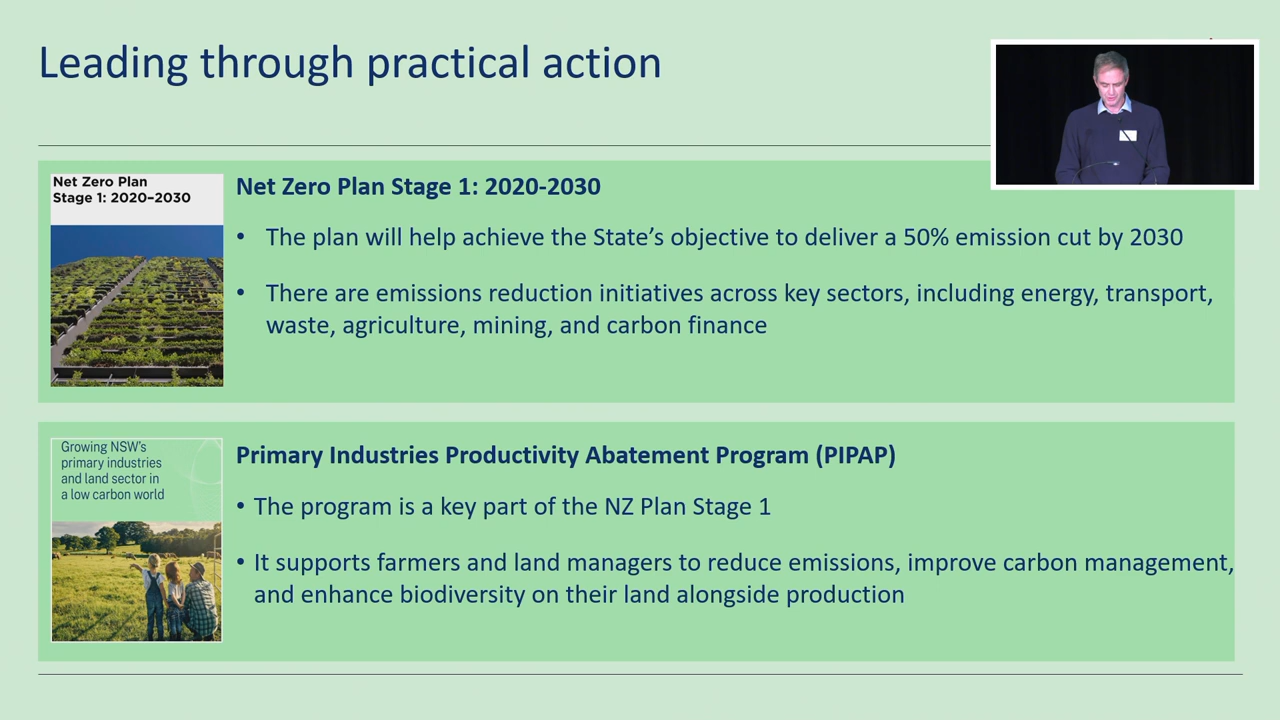 Leading through practical action
Net Zero Plan
Stage 1: 2020–2030
Net Zero Plan Stage 1: 2020-2030
• The plan will help achieve the State’s objective to deliver a 50% emission cut by 2030
• There are emissions reduction initiatives across key sectors, including energy, transport,
waste, agriculture, mining, and carbon finance
Growing NSW’s
primary industries
and land sector in
a low carbon world
Primary Industries Productivity Abatement Program (PIPAP)
• The program is a key part of the NZ Plan Stage 1
• It supports farmers and land managers to reduce emissions, improve carbon management,
and enhance biodiversity on their land alongside production